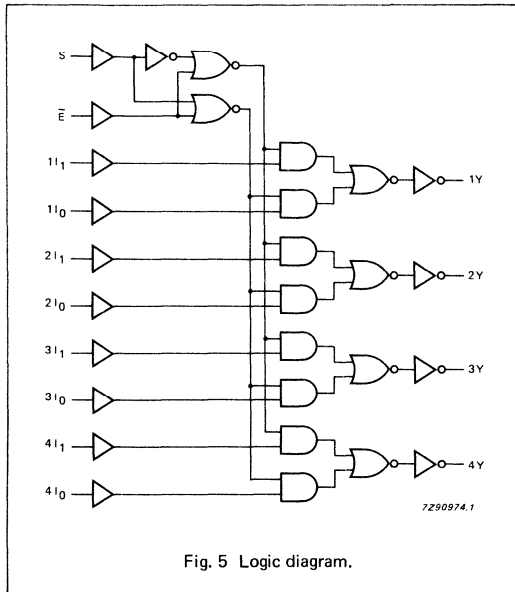 S
E̅
1I₁
1I₀
1Y
2I₁
2I₀
2Y
3I₁
3I₀
3Y
4I₁
4I₀
4Y
7Z90974.1
Fig. 5 Logic diagram.